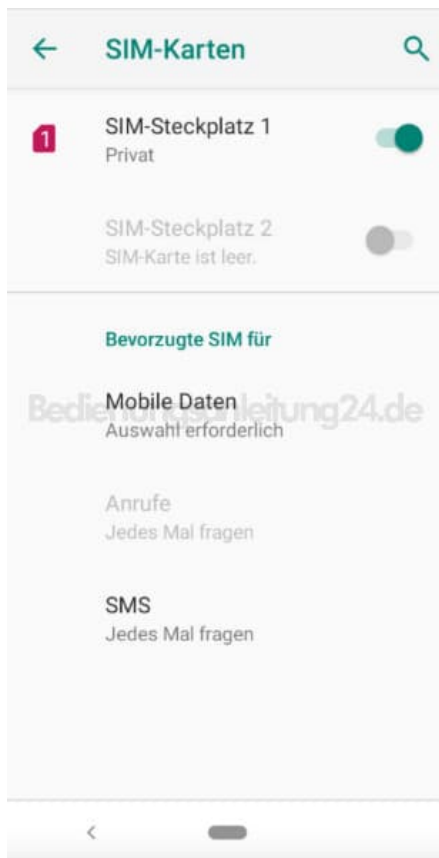 SIM-Karten
1
SIM-Steckplatz 1
Privat
SIM-Steckplatz 2
SIM-Karte ist leer.
Bevorzugte SIM für
Mobile Daten
Bedienungsanleitung24.de
Auswahl erforderlich
Anrufe
Jedes Mal fragen
SMS
Jedes Mal fragen